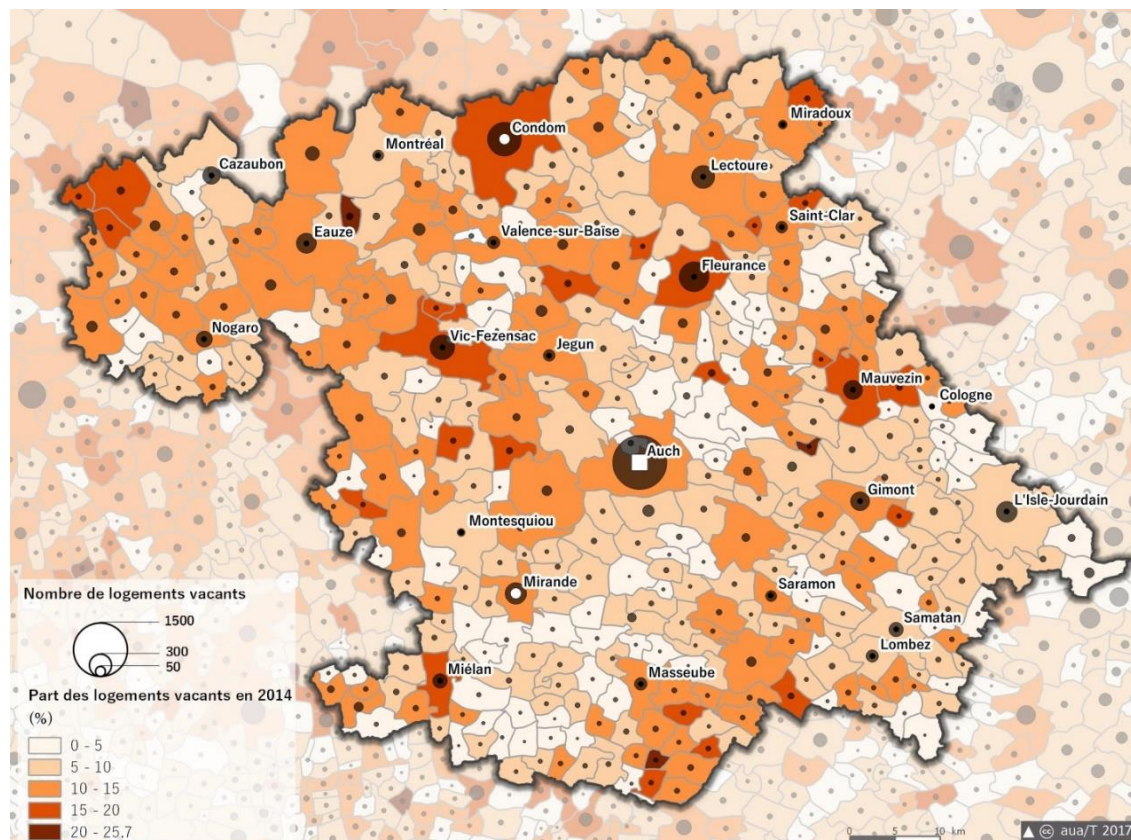 Condom
Miradoux
Montréal
Cazaubon
Lectoure
Saint-Clar
Eauze
Valence-sur-Baïse
Fleurance
Nogaro
Vic-Fezensac
Jegun
Mauvezin
Cologne
Auch
Gimont
L'Isle-Jourdain
Montesquiou
Mirande
Saramon
Samatan
Lombez
Miélan
Masseube
Nombre de logements vacants
1500
300
50
Part des logements vacants en 2014
(%)
0 - 5
5 - 10
10 - 15
15 - 20
20 - 25.7
0 5 10 km
cc aua/T 2017